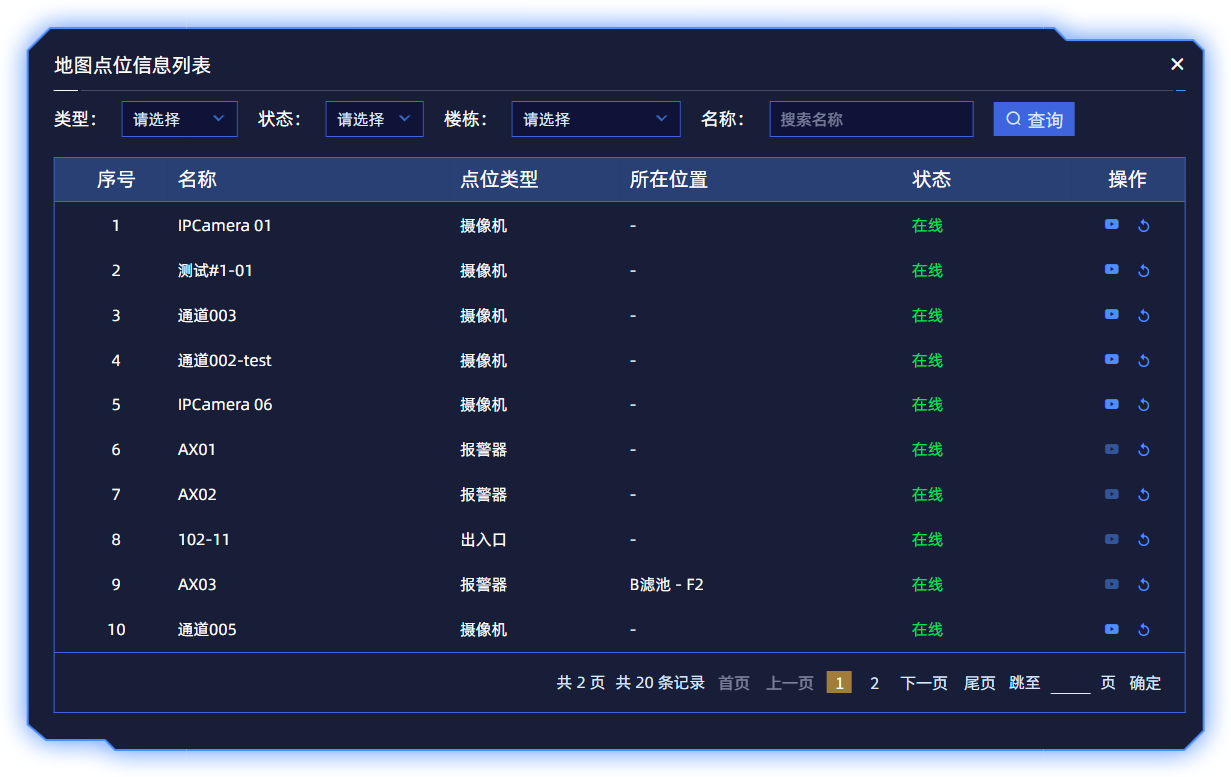 地图点位信息列表
类型： 请选择 状态： 请选择 楼栋： 请选择 名称： 搜索名称 查询
序号 名称 点位类型 所在位置 状态 操作
1 IPCamera 01 摄像机 - 在线
2 测试#1-01 摄像机 - 在线
3 通道003 摄像机 - 在线
4 通道002-test 摄像机 - 在线
5 IPCamera 06 摄像机 - 在线
6 AX01 报警器 - 在线
7 AX02 报警器 - 在线
8 102-11 出入口 - 在线
9 AX03 报警器 B滤池 - F2 在线
10 通道005 摄像机 - 在线
共 2 页 共 20 条记录 首页 上一页 1 2 下一页 尾页 跳至 页 确定